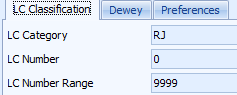 LC Classification Dewey Preferences
LC Category RJ
LC Number 0
LC Number Range 9999